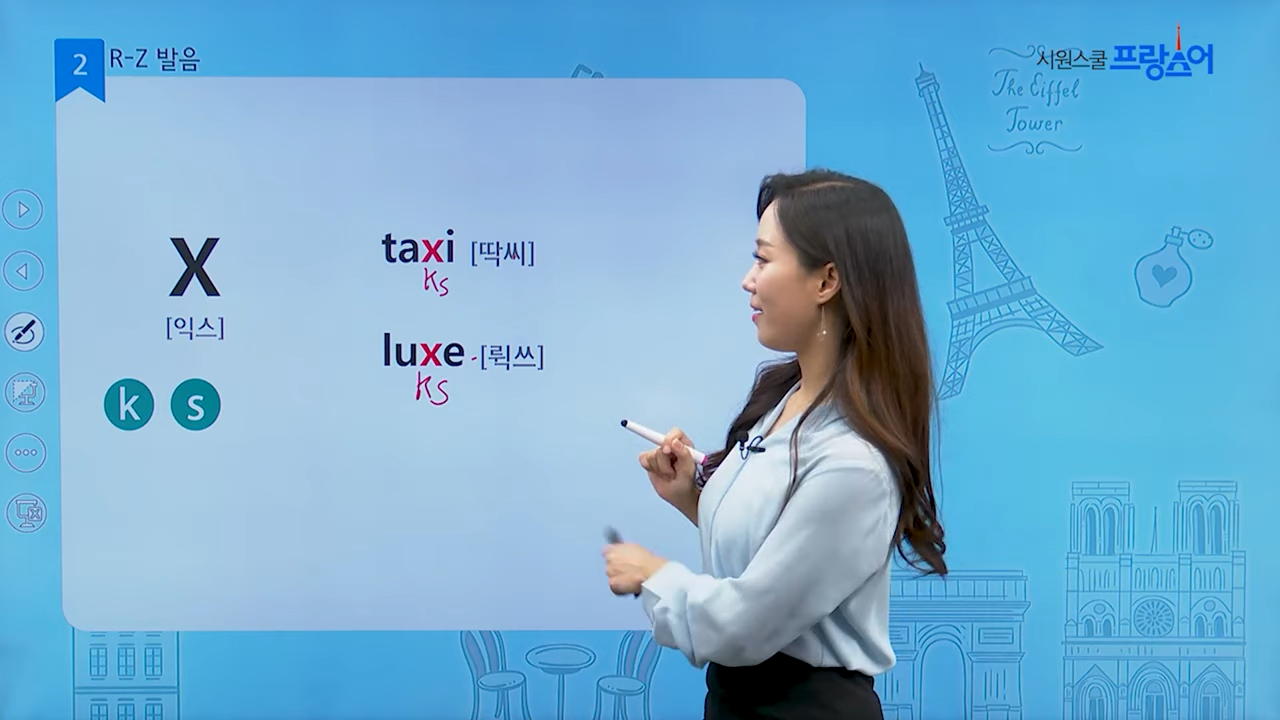 2 R-Z 발음
시원스쿨 프랑스어
The Eiffel
Tower
X
[익스]
k s
taxi [딱씨]
ks
luxe [뤽쓰]
ks